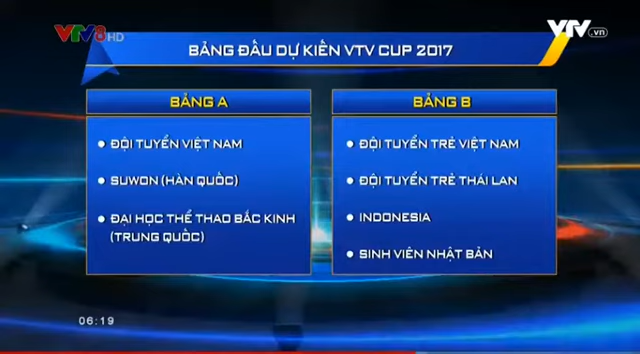 VTV8 HD
VTV.vn
BẢNG ĐẤU DỰ KIẾN VTV CUP 2017
BẢNG A
ĐỘI TUYỂN VIỆT NAM
SUWON (HÀN QUỐC)
ĐẠI HỌC THỂ THAO BẮC KINH
(TRUNG QUỐC)
BẢNG B
ĐỘI TUYỂN TRẺ VIỆT NAM
ĐỘI TUYỂN TRẺ THÁI LAN
INDONESIA
SINH VIÊN NHẬT BẢN
06:19